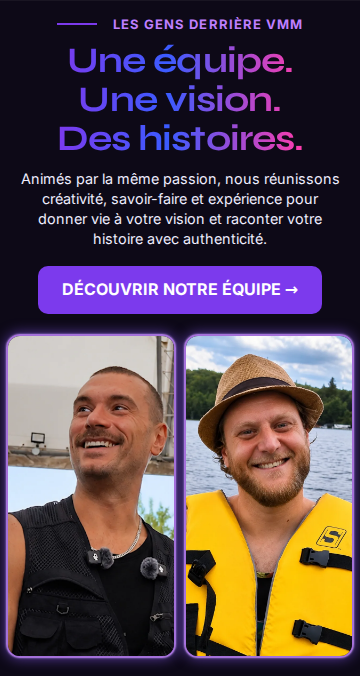 LES GENS DERRIÈRE VMM
Une équipe.
Une vision.
Des histoires.
Animés par la même passion, nous réunissons
créativité, savoir-faire et expérience pour
donner vie à votre vision et raconter votre
histoire avec authenticité.
DÉCOUVRIR NOTRE ÉQUIPE →
S